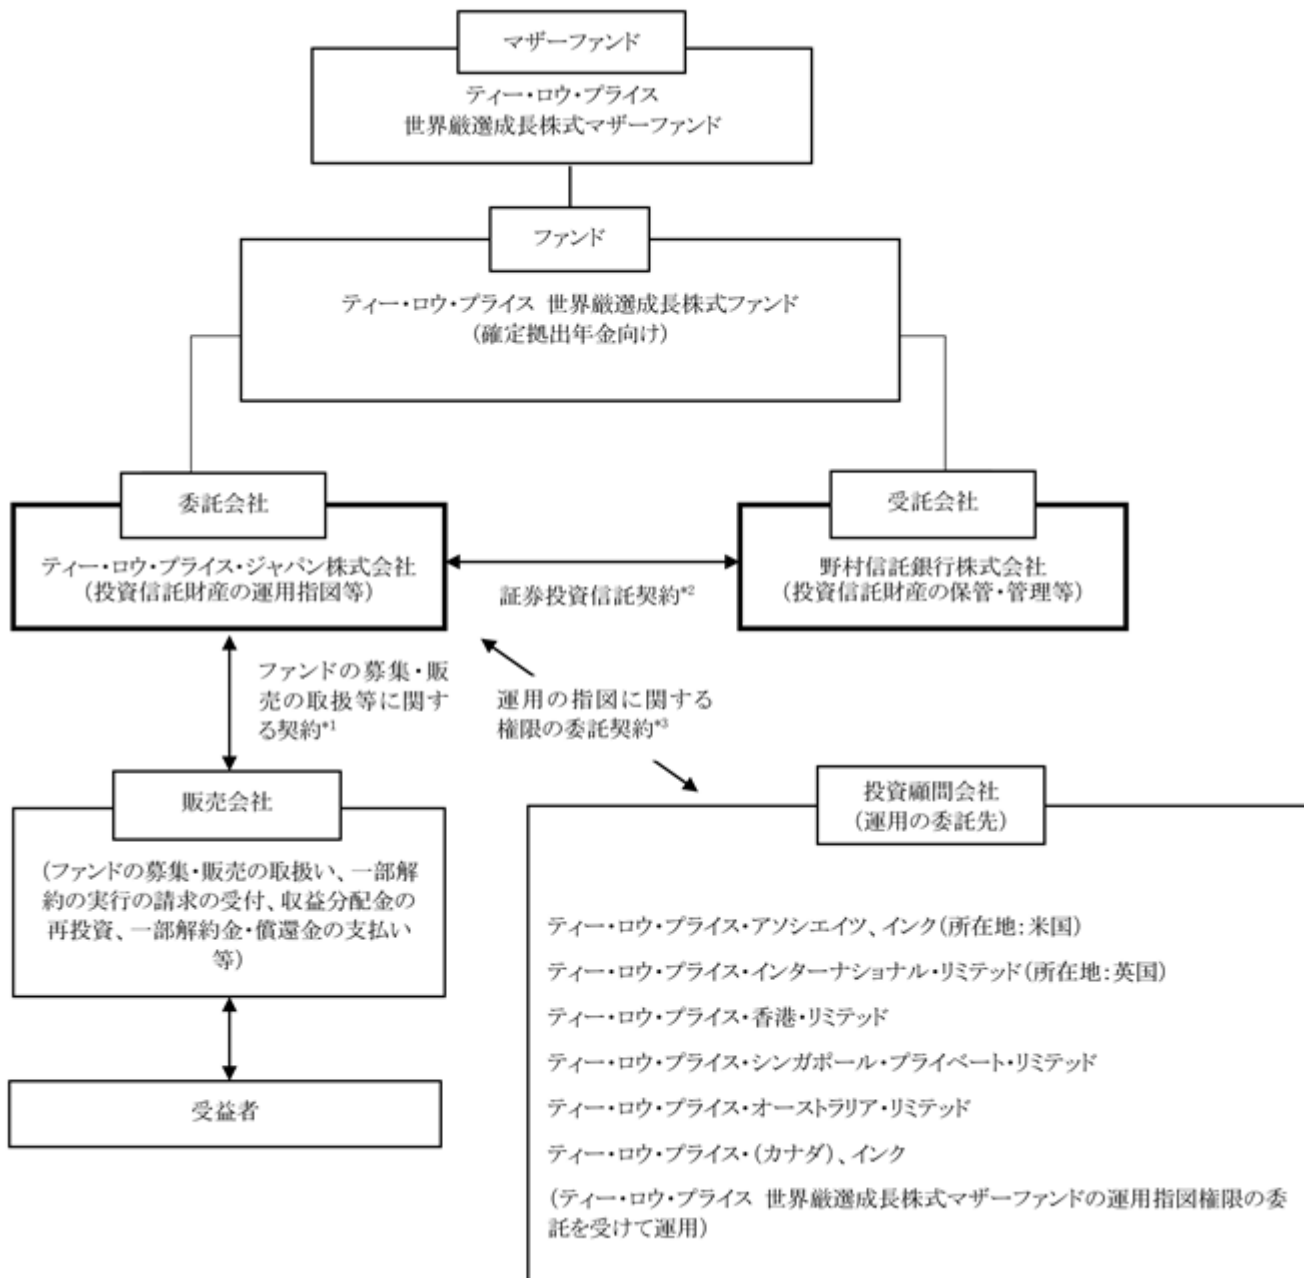 マザーファンド
ティー・ロウ・プライス
世界厳選成長株式マザーファンド
ファンド
ティー・ロウ・プライス 世界厳選成長株式ファンド
(確定拠出年金向け)
委託会社
ティー・ロウ・プライス・ジャパン株式会社
(投資信託財産の運用指図等)
受託会社
野村信託銀行株式会社
(投資信託財産の保管・管理等)
証券投資信託契約*2
ファンドの募集・販
売の取扱等に関す
る契約*1
運用の指図に関する
権限の委託契約*3
販売会社
(ファンドの募集・販売の取扱い、一部解
約の実行の請求の受付、収益分配金の
再投資、一部解約金・償還金の支払い
等)
受益者
投資顧問会社
(運用の委託先)
ティー・ロウ・プライス・アソシエイツ、インク(所在地:米国)
ティー・ロウ・プライス・インターナショナル・リミテッド(所在地:英国)
ティー・ロウ・プライス・香港・リミテッド
ティー・ロウ・プライス・シンガポール・プライベート・リミテッド
ティー・ロウ・プライス・オーストラリア・リミテッド
ティー・ロウ・プライス・(カナダ)、インク
(ティー・ロウ・プライス 世界厳選成長株式マザーファンドの運用指図権限の委
託を受けて運用)